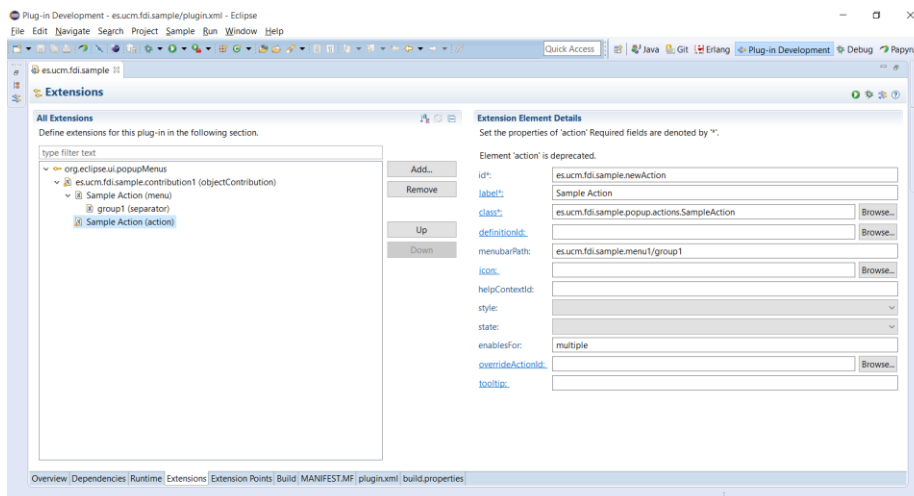 Plug-in Development - es.ucm.fdi.sample/plugin.xml - Eclipse
File Edit Navigate Search Project Sample Run Window Help
Quick Access Java Git Erlang Plug-in Development Debug Papyru
es.ucm.fdi.sample
Extensions
All Extensions
Define extensions for this plug-in in the following section.
type filter text
org.eclipse.ui.popupMenus
es.ucm.fdi.sample.contribution1 (objectContribution)
Sample Action (menu)
group1 (separator)
Sample Action (action)
Add...
Remove
Up
Down
Extension Element Details
Set the properties of 'action' Required fields are denoted by '*'.
Element 'action' is deprecated.
id*: es.ucm.fdi.sample.newAction
label*: Sample Action
class*: es.ucm.fdi.sample.popup.actions.SampleAction Browse...
definitionId: Browse...
menubarPath: es.ucm.fdi.sample.menu1/group1
icon: Browse...
helpContextId:
style:
state:
enablesFor: multiple
overrideActionId: Browse...
tooltip:
Overview Dependencies Runtime Extensions Extension Points Build MANIFEST.MF plugin.xml build.properties